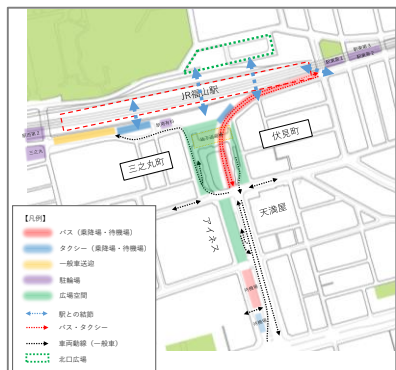 JR福山駅
伏見町
三之丸町
天満屋
アイネス
三之丸
【凡例】
バス（乗降場・待機場）
タクシー（乗降場・待機場）
一般車送迎
駐輪場
広場空間
駅との結節
バス・タクシー
車両動線（一般車）
北口広場